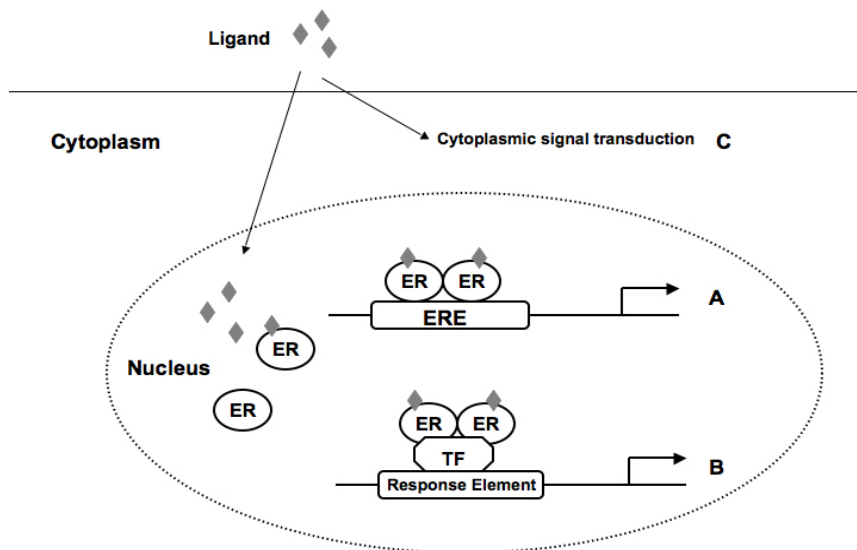 Ligand
Cytoplasm
Cytoplasmic signal transduction C
ER ER
ERE
A
ER
Nucleus
ER
ER ER
TF
Response Element
B